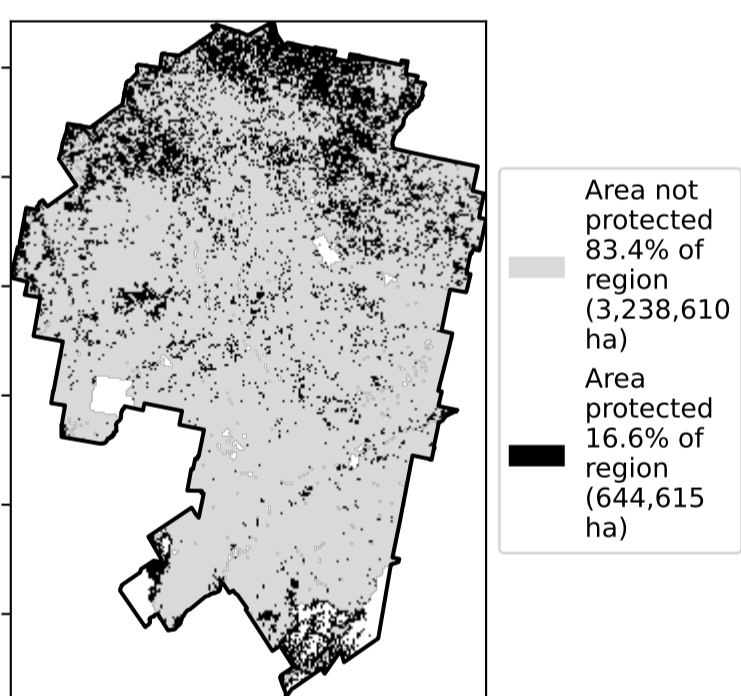 Area not
protected
83.4% of
region
(3,238,610
ha)
Area
protected
16.6% of
region
(644,615
ha)